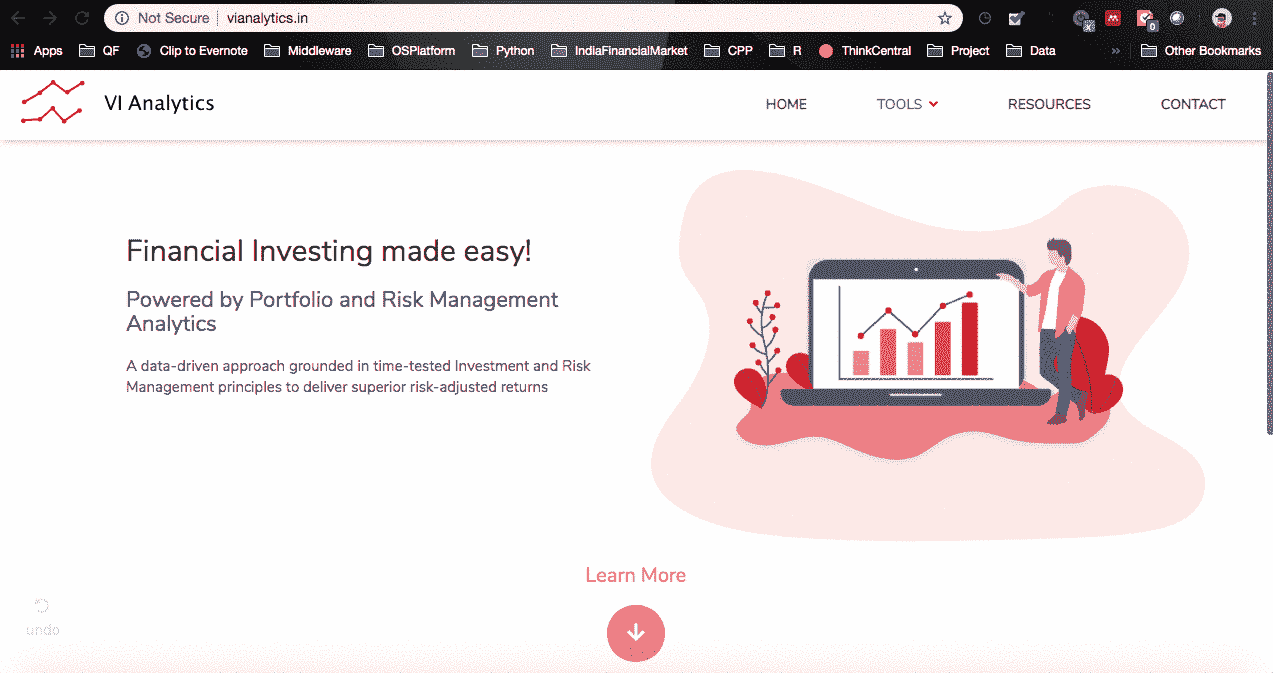 Not Secure vianalytics.in
Apps QF Clip to Evernote Middleware OSPlatform Python IndiaFinancialMarket CPP R ThinkCentral Project Data » Other Bookmarks
VI Analytics HOME TOOLS RESOURCES CONTACT
Financial Investing made easy!
Powered by Portfolio and Risk Management
Analytics
A data-driven approach grounded in time-tested Investment and Risk
Management principles to deliver superior risk-adjusted returns
Learn More
undo